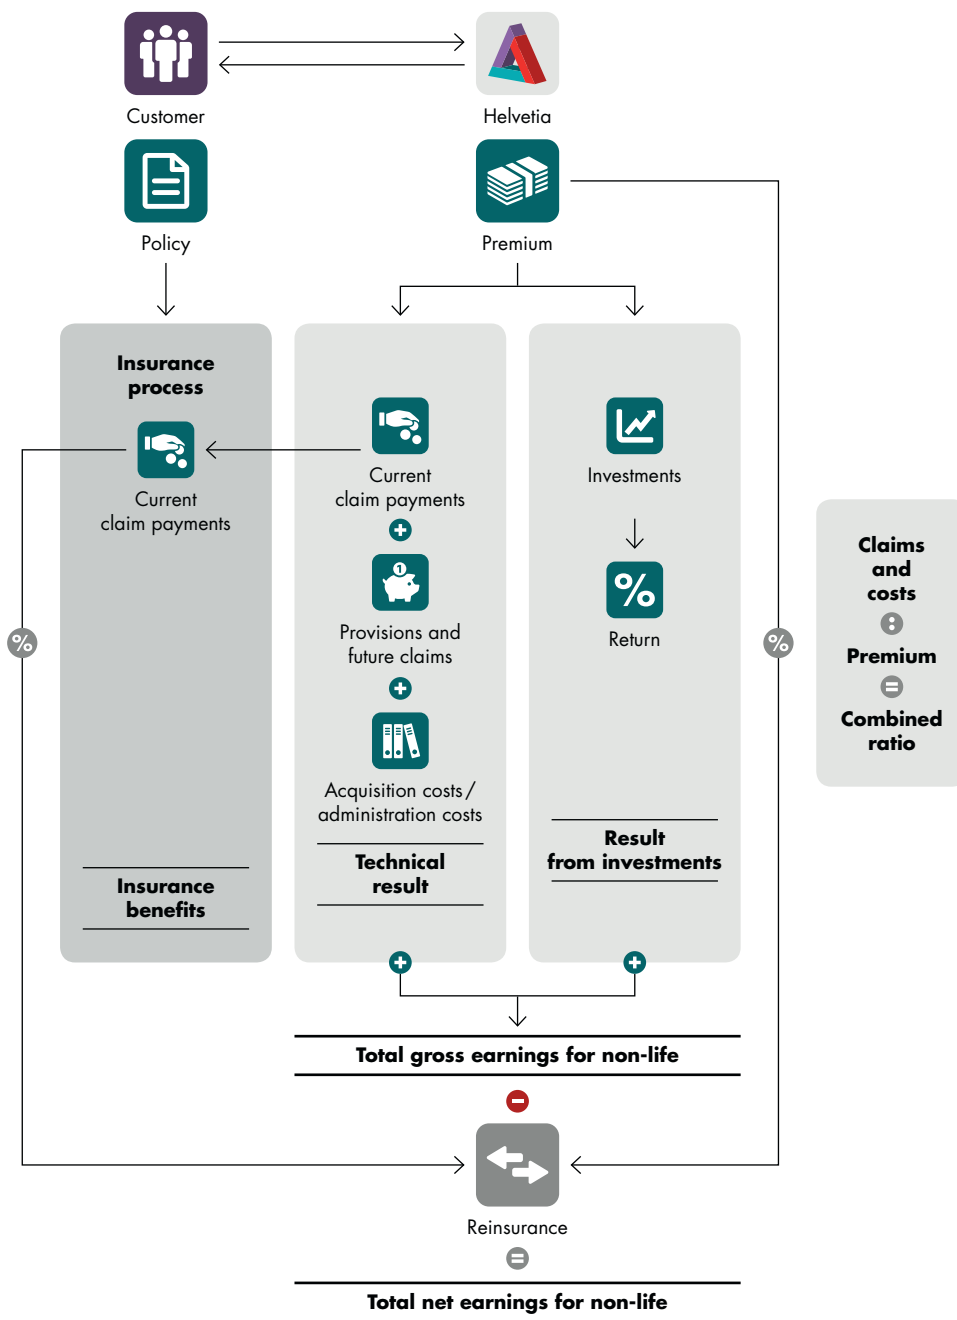 Customer
Helvetia
Policy
Premium
Insurance
process
Current
claim payments
Insurance
benefits
Current
claim payments
+
1
Provisions and
future claims
+
Acquisition costs /
administration costs
Technical
result
Investments
%
Return
Result
from investments
%
%
Claims
and
costs
:
Premium
=
Combined
ratio
+
+
Total gross earnings for non-life
−
Reinsurance
=
Total net earnings for non-life